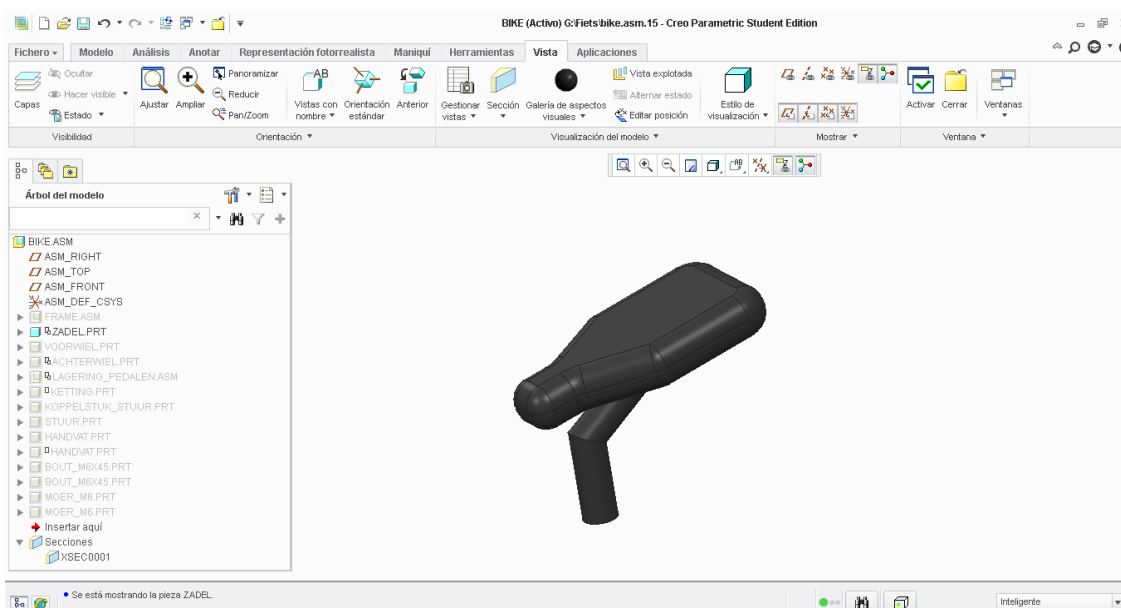 BIKE (Activo) G:\Fiets\bike.asm.15 - Creo Parametric Student Edition
Fichero Modelo Análisis Anotar Representación fotorrealista Maniquí Herramientas Vista Aplicaciones
Capas
Ocultar
Hacer visible
Estado
Visibilidad
Ajustar
Ampliar
Panoramizar
Reducir
Pan/Zoom
Vistas con nombre
Orientación estándar
Anterior
Orientación
Gestionar vistas
Sección
Galería de aspectos visuales
Vista explotada
Alternar estado
Editar posición
Estilo de visualización
Visualización del modelo
Mostrar
Activar
Cerrar
Ventanas
Ventana
Árbol del modelo
BIKE.ASM
ASM_RIGHT
ASM_TOP
ASM_FRONT
ASM_DEF_CSYS
FRAME.ASM
ZADEL.PRT
VOORWIEL.PRT
ACHTERWIEL.PRT
LAGERING_PEDALEN.ASM
KETTING.PRT
KOPPELSTUK_STUUR.PRT
STUUR.PRT
HANDVAT.PRT
HANDVAT.PRT
BOUT_M6X45.PRT
BOUT_M6X45.PRT
MOER_M6.PRT
MOER_M6.PRT
Insertar aquí
Secciones
XSEC0001
Se está mostrando la pieza ZADEL.
Inteligente